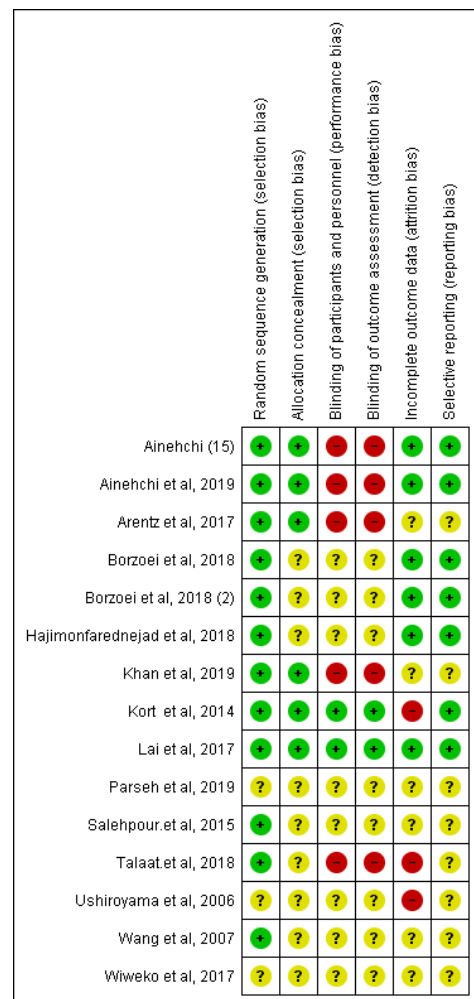 Random sequence generation (selection bias)
Allocation concealment (selection bias)
Blinding of participants and personnel (performance bias)
Blinding of outcome assessment (detection bias)
Incomplete outcome data (attrition bias)
Selective reporting (reporting bias)
Ainehchi (15) + + - - + +
Ainehchi et al, 2019 + + - - + +
Arentz et al, 2017 + + - - ? ?
Borzoei et al, 2018 + ? ? ? + +
Borzoei et al, 2018 (2) + ? ? ? + +
Hajimonfarednejad et al, 2018 + ? ? ? + +
Khan et al, 2019 + + - - ? ?
Kort et al, 2014 + + + + - +
Lai et al, 2017 + + + + + +
Parseh et al, 2019 ? ? ? ? ? ?
Salehpour.et al, 2015 + ? ? ? ? ?
Talaat.et al, 2018 + ? - - - ?
Ushiroyama et al, 2006 ? ? ? ? - ?
Wang et al, 2007 + ? ? ? ? ?
Wiweko et al, 2017 ? ? ? ? ? ?